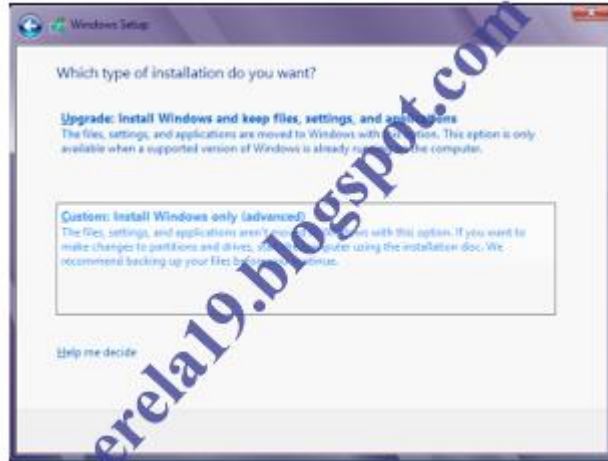 Windows Setup
Which type of installation do you want?
Upgrade: Install Windows and keep files, settings, and applications
The files, settings, and applications are moved to Windows with this option. This option is only
available when a supported version of Windows is already running on the computer.
Custom: Install Windows only (advanced)
The files, settings, and applications aren't moved to Windows with this option. If you want to
make changes to partitions and drives, start the computer using the installation disc. We
recommend backing up your files before you continue.
Help me decide
erela19.blogspot.com